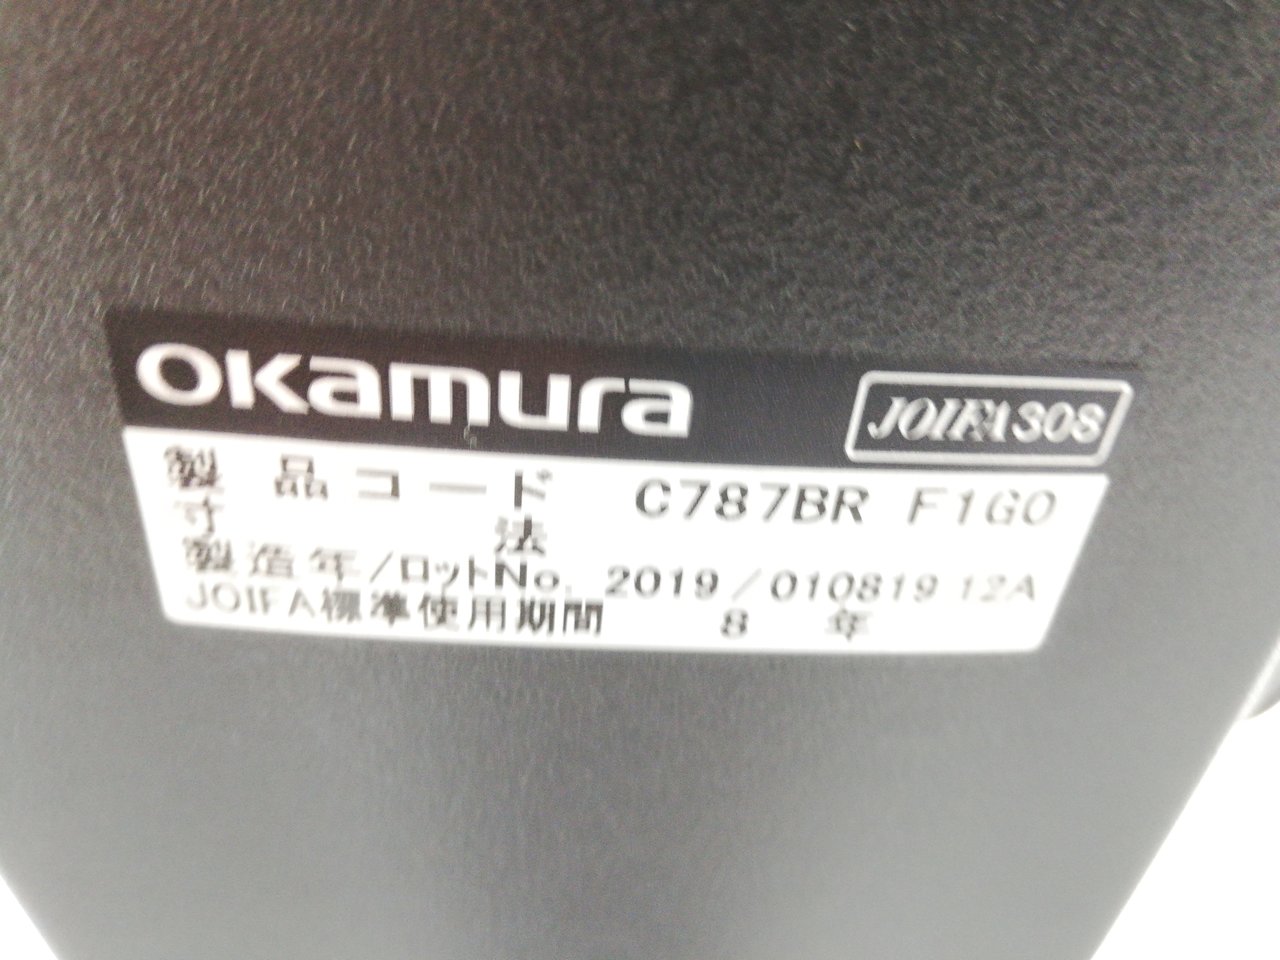 okamura
JOIFA308
製品コード C787BR F1G0
寸法
製造年/ロットNo. 2019/010819 12A
JOIFA標準使用期間 8 年